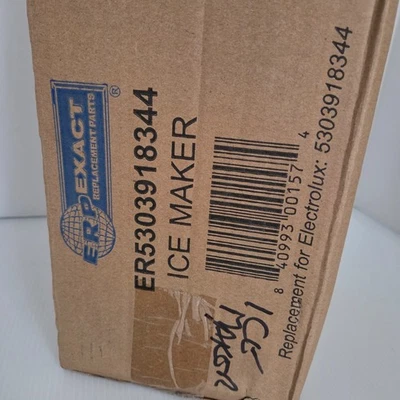 ERP EXACT
REPLACEMENT PARTS
®
ER5303918344
ICE MAKER
8 40993 00157 4
Replacement for Electrolux: 5303918344
ICE
Maker